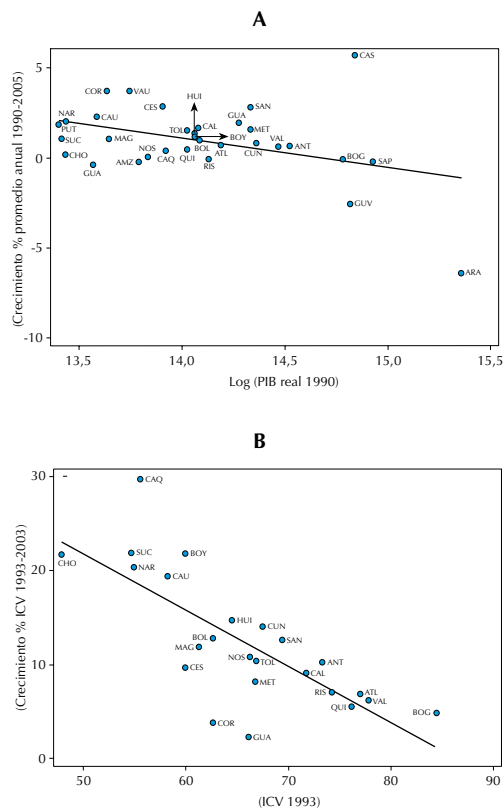 A
(Crecimiento % promedio anual 1990-2005)
5
0
-5
-10
CAS
COR
VAU
HUI
CES
SAN
NAR
CAU
GUA
PUT
TOL
CAL
MET
BOY
SUC
MAG
VAL
ANT
NOS
BOL
CHO
CAQ
QUI
ATL
CUN
BOG
SAP
GUA
AMZ
RIS
GUV
ARA
13,5
14,0
14,5
15,0
15,5
Log (PIB real 1990)
B
(Crecimiento % ICV 1993-2003)
30
20
10
0
CAQ
CHO
SUC
BOY
NAR
CAU
HUI
CUN
BOL
SAN
MAG
NOS
TOL
ANT
CES
CAL
MET
RIS
ATL
QUI
VAL
BOG
COR
GUA
50
60
70
80
90
(ICV 1993)